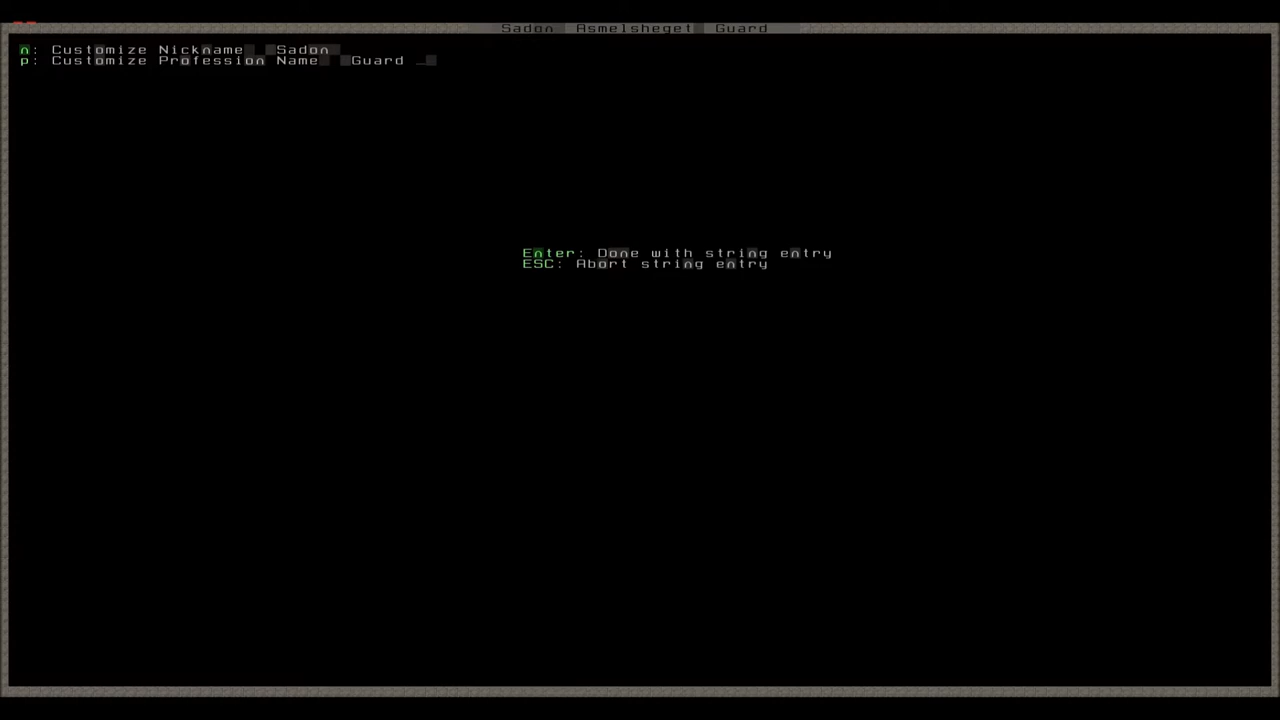 Sadon Asmelsheget Guard
n: Customize Nickname Sadon
p: Customize Profession Name Guard _
Enter: Done with string entry
ESC: Abort string entry